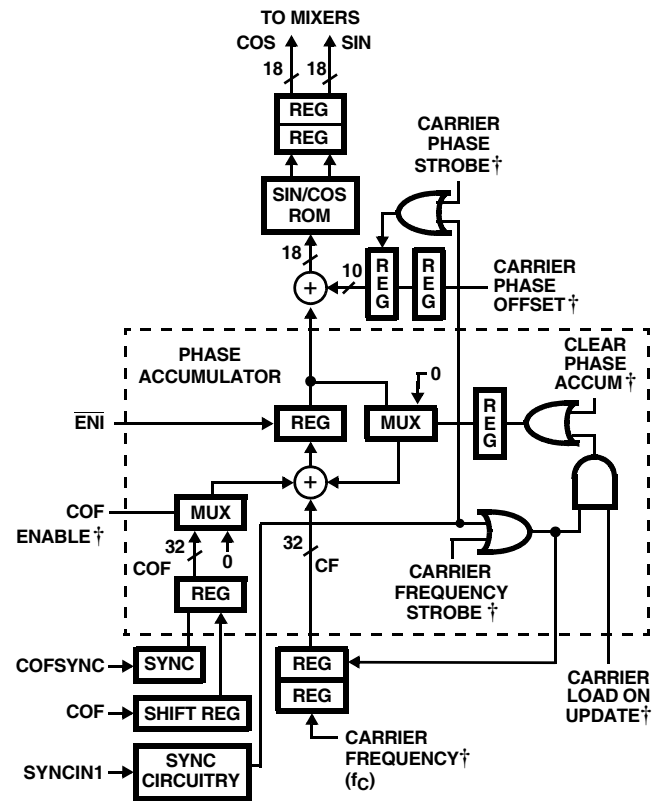 TO MIXERS
COS
SIN
18
18
REG
REG
CARRIER
PHASE
STROBE†
SIN/COS
ROM
18
10
REG
REG
CARRIER
PHASE
OFFSET†
+
PHASE
ACCUMULATOR
0
CLEAR
PHASE
ACCUM†
ENI
REG
MUX
REG
+
COF
ENABLE†
MUX
32
COF
0
32
CF
CARRIER
FREQUENCY
STROBE†
REG
COFSYNC
SYNC
REG
REG
CARRIER
LOAD ON
UPDATE†
COF
SHIFT REG
CARRIER
FREQUENCY†
(fC)
SYNCIN1
SYNC
CIRCUITRY